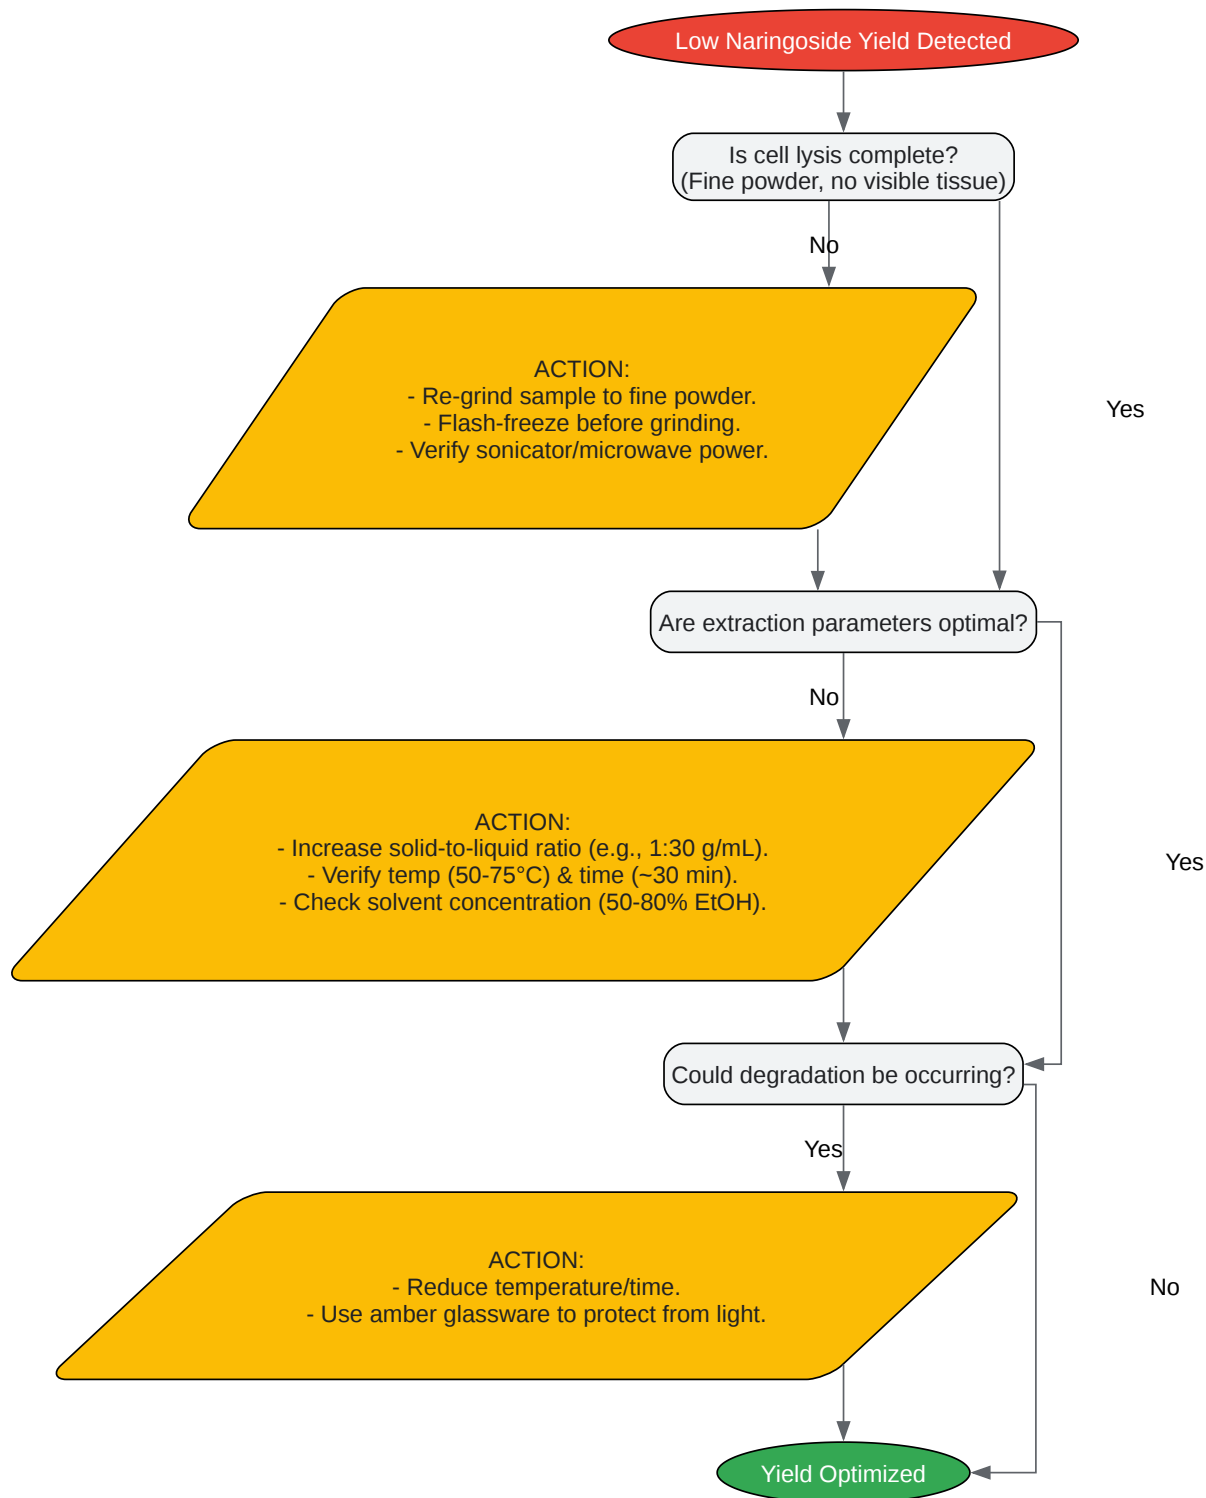 Low Naringoside Yield Detected
Is cell lysis complete?
(Fine powder, no visible tissue)
No
ACTION:
- Re-grind sample to fine powder.
- Flash-freeze before grinding.
- Verify sonicator/microwave power.
Yes
Are extraction parameters optimal?
No
ACTION:
- Increase solid-to-liquid ratio (e.g., 1:30 g/mL).
- Verify temp (50-75°C) & time (~30 min).
- Check solvent concentration (50-80% EtOH).
Yes
Could degradation be occurring?
Yes
ACTION:
- Reduce temperature/time.
- Use amber glassware to protect from light.
No
Yield Optimized